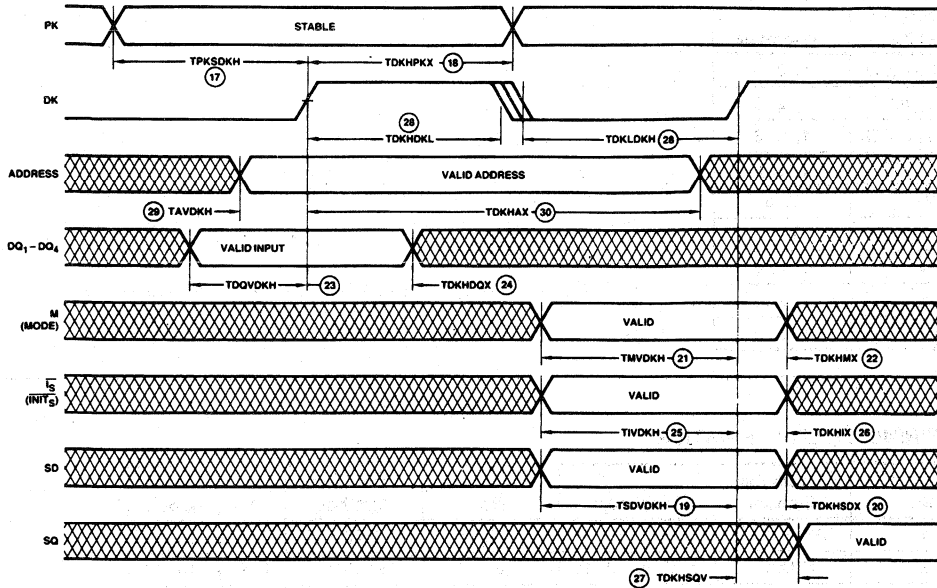 PK
STABLE
TPKSDKH
17
TDKHPKX
18
DK
28
TDKHDKL
TDKLDKH 28
ADDRESS
VALID ADDRESS
29 TAVDKH
TDKHAX 30
DQ1 – DQ4
VALID INPUT
TDQVDKH 23
TDKHDQX 24
M
(MODE)
VALID
TMVDKH 21
TDKHMX 22
IS
(INITS)
VALID
TIVDKH 25
TDKHIX 26
SD
VALID
TSDVDKH 19
TDKHSDX 20
SQ
VALID
27 TDKHSQV